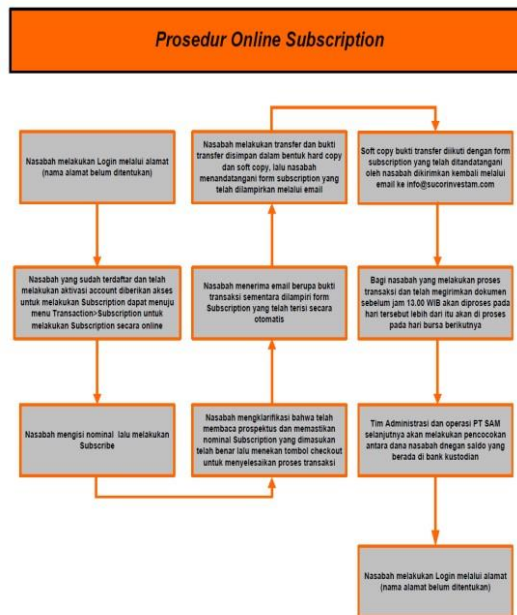 Prosedur Online Subscription
Nasabah melakukan Login melalui alamat
(nama alamat belum ditentukan)
Nasabah yang sudah terdaftar dan telah
melakukan aktivasi account diberikan akses
untuk melakukan Subscription dapat menuju
menu Transaction>Subscription untuk
melakukan Subscription secara online
Nasabah mengisi nominal lalu melakukan
Subscribe
Nasabah mengklarifikasi bahwa telah
membaca prospektus dan memastikan
nominal Subscription yang dimasukan
telah benar lalu menekan tombol checkout
untuk menyelesaikan proses transaksi
Nasabah menerima email berupa bukti
transaksi sementara dilampiri form
Subscription yang telah terisi secara
otomatis
Nasabah melakukan transfer dan bukti
transfer disimpan dalam bentuk hard copy
dan soft copy, lalu nasabah
menandatangani form subscription yang
telah dilampirkan melalui email
Soft copy bukti transfer diikuti dengan form
subscription yang telah ditandatangani
oleh nasabah dikirimkan kembali melalui
email ke info@sucorinvestam.com
Bagi nasabah yang melakukan proses
transaksi dan telah megirimkan dokumen
sebelum jam 13.00 WIB akan diproses pada
hari tersebut lebih dari itu akan di proses
pada hari bursa berikutnya
Tim Administrasi dan operasi PT SAM
selanjutnya akan melakukan pencocokan
antara dana nasabah dnegan saldo yang
berada di bank kustodian
Nasabah melakukan Login melalui alamat
(nama alamat belum ditentukan)